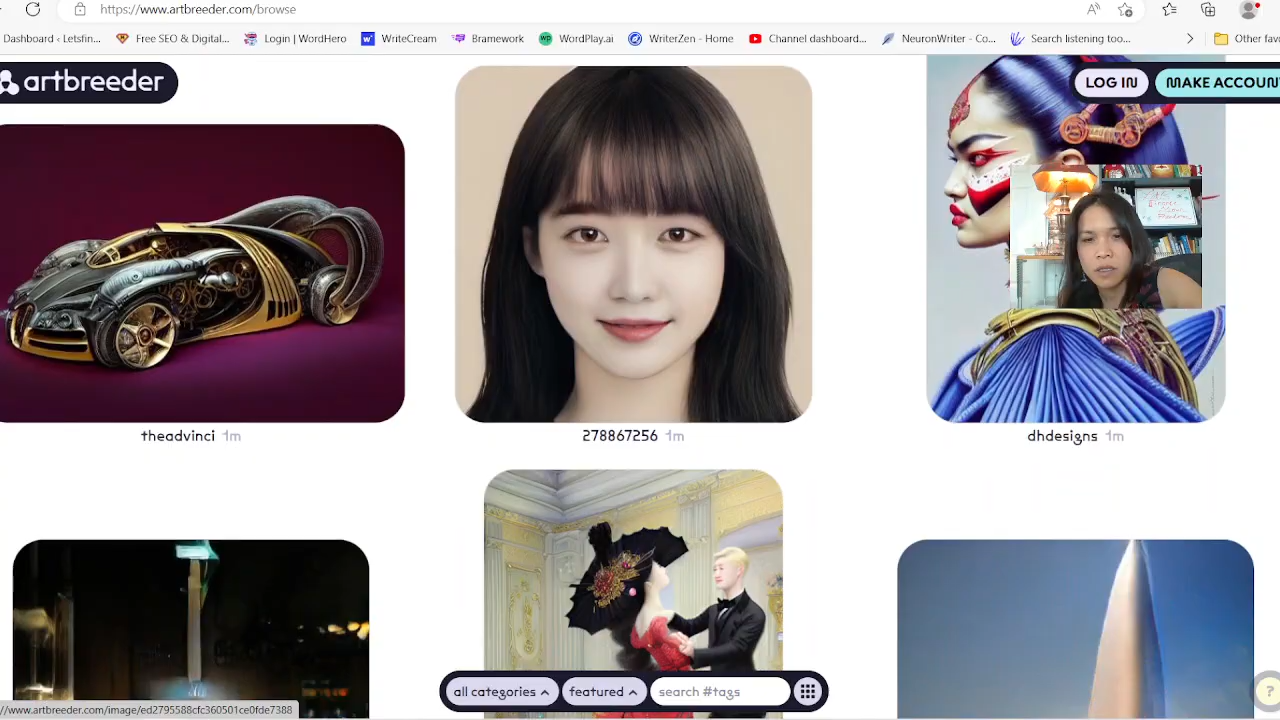 https://www.artbreeder.com/browse
Dashboard ‹ Letsfin...
Free SEO & Digital...
Login | WordHero
WriteCream
Bramework
WordPlay.ai
WriterZen - Home
Channel dashboard...
NeuronWriter - Co...
Search listening too...
Other fav
artbreeder
LOG IN
MAKE ACCOUN
theadvinci 1m
278867256 1m
dhdesigns 1m
all categories
featured
search #tags
?
//www.artbreeder.com/image/ed2795588cfc3605e1ce0fde7388